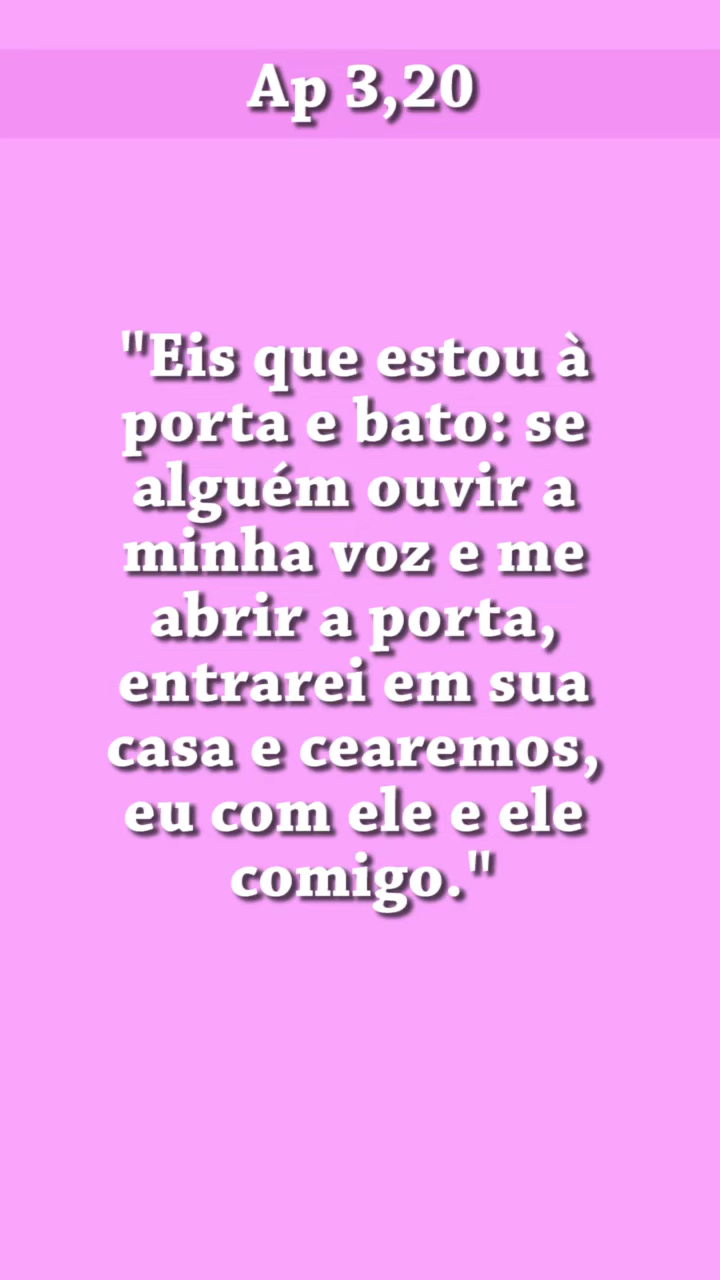 Ap 3,20
"Eis que estou à
porta e bato: se
alguém ouvir a
minha voz e me
abrir a porta,
entrarei em sua
casa e cearemos,
eu com ele e ele
comigo."